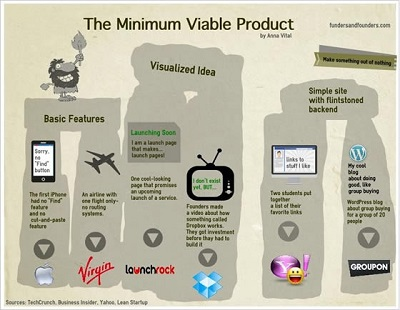 The Minimum Viable Product
by Anna Vital
fundersandfounders.com
Make something out of nothing
Visualized Idea
Basic Features
Simple site
with flintstoned
backend
Sorry,
no
"Find"
button
The first iPhone
had no "Find"
feature
and no
cut-and-paste
feature
An airline with
one flight only-
no routing
systems.
Virgin
Launching Soon
I am a launch page
that makes...
launch pages!
One cool-looking
page that promises
an upcoming
launch of a service.
launchrock
I don't exist
yet, BUT...
Founders made
a video about how
something called
Dropbox works.
They got investment
before they had to
build it
links to
stuff I like
Two students put
together
a list of their
favorite links
Y!
My cool
blog
about doing
good, like
group buying
WordPress blog
about group buying
for a group of 20
people
GROUPON
Sources: TechCrunch, Business Insider, Yahoo, Lean Startup